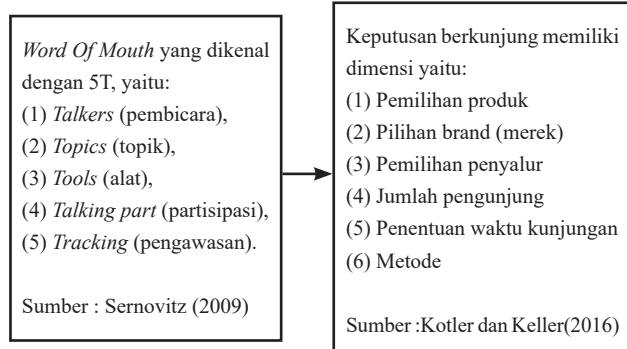 Word Of Mouth yang dikenal
dengan 5T, yaitu:
(1) Talkers (pembicara),
(2) Topics (topik),
(3) Tools (alat),
(4) Talking part (partisipasi),
(5) Tracking (pengawasan).
Sumber : Sernovitz (2009)
Keputusan berkunjung memiliki
dimensi yaitu:
(1) Pemilihan produk
(2) Pilihan brand (merek)
(3) Pemilihan penyalur
(4) Jumlah pengunjung
(5) Penentuan waktu kunjungan
(6) Metode
Sumber :Kotler dan Keller(2016)